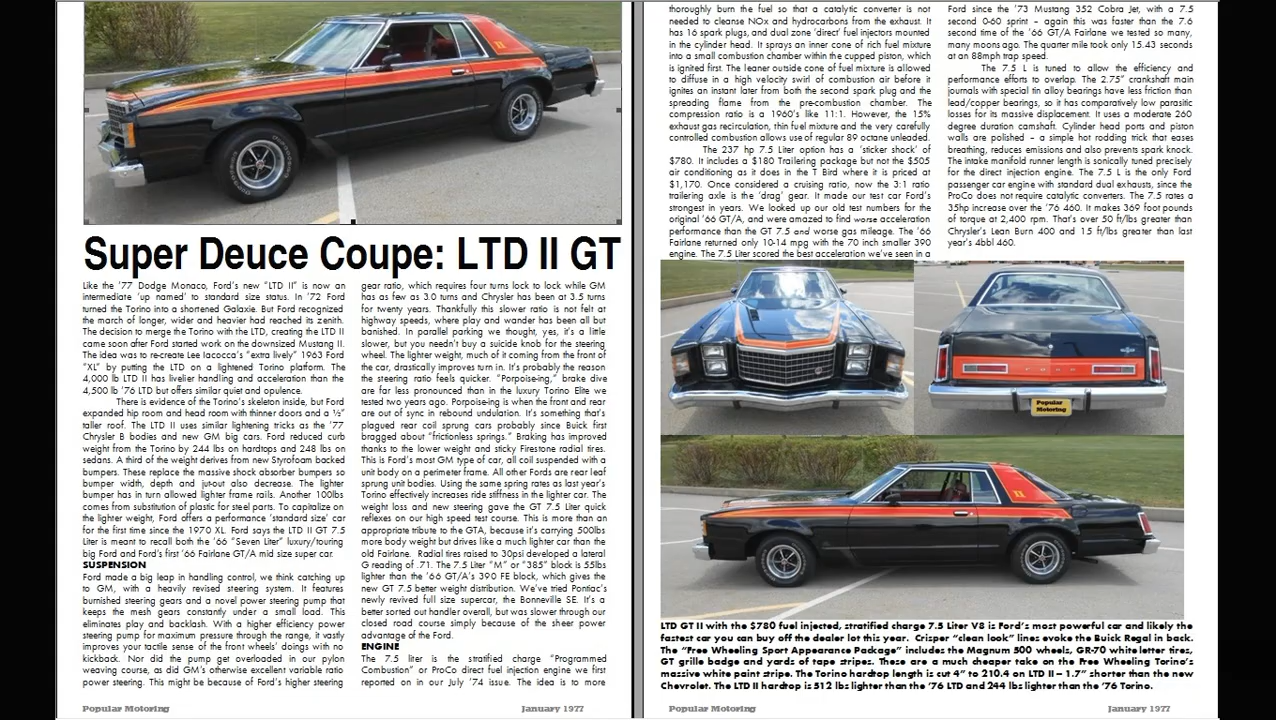 Super Deuce Coupe: LTD II GT
Like the '77 Dodge Monaco, Ford's new "LTD II" is now an
intermediate 'up named' to standard size status. In '72 Ford
turned the Torino into a shortened Galaxie. But Ford recognized
the march of longer, wider and heavier had reached its zenith.
The decision to merge the Torino with the LTD, creating the LTD II
came soon after Ford started work on the downsized Mustang II.
The idea was to re-create Lee Iacocca's "extra lively" 1963 Ford
"XL" by putting the LTD on a lightened Torino platform. The
4,000 lb LTD II has livelier handling and acceleration than the
4,500 lb '76 LTD but offers similar quiet and opulence.
There is evidence of the Torino's skeleton inside, but Ford
expanded hip room and head room with thinner doors and a ½"
taller roof. The LTD II uses similar lightening tricks as the '77
Chrysler B bodies and new GM big cars. Ford reduced curb
weight from the Torino by 244 lbs on hardtops and 248 lbs on
sedans. A third of the weight derives from new Styrofoam backed
bumpers. These replace the massive shock absorber bumpers so
bumper width, depth and jut-out also decrease. The lighter
bumper has in turn allowed lighter frame rails. Another 100lbs
comes from substitution of plastic for steel parts. To capitalize on
the lighter weight, Ford offers a performance 'standard size' car
for the first time since the 1970 XL. Ford says the LTD II GT 7.5
Liter is meant to recall both the '66 "Seven Liter" luxury/touring
big Ford and Ford's first '66 Fairlane GT/A mid size super car.
SUSPENSION
Ford made a big leap in handling control, we think catching up
to GM, with a heavily revised steering system. It features
burnished steering gears and a novel power steering pump that
keeps the mesh gears constantly under a small load. This
eliminates play and backlash. With a higher efficiency power
steering pump for maximum pressure through the range, it vastly
improves your tactile sense of the front wheels' doings with no
kickback. Nor did the pump get overloaded in our pylon
weaving course, as did GM's otherwise excellent variable ratio
power steering. This might be because of Ford's higher steering
gear ratio, which requires four turns lock to lock while GM
has as few as 3.0 turns and Chrysler has been at 3.5 turns
for twenty years. Thankfully this slower ratio is not felt at
highway speeds, where play and wander has been all but
banished. In parallel parking we thought, yes, it's a little
slower, but you needn't buy a suicide knob for the steering
wheel. The lighter weight, much of it coming from the front of
the car, drastically improves turn in. It's probably the reason
the steering ratio feels quicker. "Porpoise-ing," brake dive
are far less pronounced than in the luxury Torino Elite we
tested two years ago. Porpoise-ing is when the front and rear
are out of sync in rebound undulation. It's something that's
plagued rear coil sprung cars probably since Buick first
bragged about "frictionless springs." Braking has improved
thanks to the lower weight and sticky Firestone radial tires.
This is Ford's most GM type of car, all coil suspended with a
unit body on a perimeter frame. All other Fords are rear leaf
sprung unit bodies. Using the same spring rates as last year's
Torino effectively increases ride stiffness in the lighter car. The
weight loss and new steering gave the GT 7.5 Liter quick
reflexes on our high speed test course. This is more than an
appropriate tribute to the GTA, because it's carrying 500lbs
more body weight but drives like a much lighter car than the
old Fairlane. Radial tires raised to 30psi developed a lateral
G reading of .71. The 7.5 Liter "M" or "385" block is 55lbs
lighter than the '66 GT/A's 390 FE block, which gives the
new GT 7.5 better weight distribution. We've tried Pontiac's
newly revived full size supercar, the Bonneville SE. It's a
better sorted out handler overall, but was slower through our
closed road course simply because of the sheer power
advantage of the Ford.
ENGINE
The 7.5 liter is the stratified charge "Programed
Combustion" or ProCo direct fuel injection engine we first
reported on in our July '74 issue. The idea is to more
Popular Motoring January 1977
thoroughly burn the fuel so that a catalytic converter is not
needed to cleanse NOx and hydrocarbons from the exhaust. It
has 16 spark plugs, and dual zone 'direct' fuel injectors mounted
in the cylinder head. It sprays an inner cone of rich fuel mixture
into a small combustion chamber within the cupped piston, which
is ignited first. The leaner outside cone of fuel mixture is allowed
to diffuse in a high velocity swirl of combustion air before it
ignites an instant later from both the second spark plug and the
spreading flame from the pre-combustion chamber. The
compression ratio is a 1960's like 11:1. However, the 15%
exhaust gas recirculation, thin fuel mixture and the very carefully
controlled combustion allows use of regular 89 octane unleaded.
The 237 hp 7.5 Liter option has a 'sticker shock' of
$780. It includes a $180 Trailering package but not the $505
air conditioning as it does in the T Bird where it is priced at
$1,170. Once considered a cruising ratio, now the 3:1 ratio
trailering axle is the 'drag' gear. It made our test car Ford's
strongest in years. We looked up our old test numbers for the
original '66 GT/A, and were amazed to find worse acceleration
performance than the GT 7.5 and worse gas mileage. The '66
Fairlane returned only 10-14 mpg with the 70 inch smaller 390
engine. The 7.5 Liter scored the best acceleration we've seen in a
Ford since the '73 Mustang 352 Cobra Jet, with a 7.5
second 0-60 sprint – again this was faster than the 7.6
second time of the '66 GT/A Fairlane we tested so many,
many moons ago. The quarter mile took only 15.43 seconds
at an 88mph trap speed.
The 7.5 L is tuned to allow the efficiency and
performance efforts to overlap. The 2.75" crankshaft main
journals with special tin alloy bearings have less friction than
lead/copper bearings, so it has comparatively low parasitic
losses for its massive displacement. It uses a moderate 260
degree duration camshaft. Cylinder head ports and piston
walls are polished – a simple hot rodding trick that eases
breathing, reduces emissions and also prevents spark knock.
The intake manifold runner length is sonically tuned precisely
for the direct injection engine. The 7.5 L is the only Ford
passenger car engine with standard dual exhausts, since the
ProCo does not require catalytic converters. The 7.5 rates a
35hp increase over the '76 460. It makes 369 foot pounds
of torque at 2,400 rpm. That's over 50 ft/lbs greater than
Chrysler's Lean Burn 400 and 15 ft/lbs greater than last
year's 4bbl 460.
FORD
Popular
Motoring
II
LTD GT II with the $780 fuel injected, stratified charge 7.5 Liter V8 is Ford's most powerful car and likely the
fastest car you can buy off the dealer lot this year. Crisper "clean look" lines evoke the Buick Regal in back.
The "Free Wheeling Sport Appearance Package" includes the Magnum 500 wheels, GR-70 white letter tires,
GT grille badge and yards of tape stripes. These are a much cheaper take on the Free Wheeling Torino's
massive white paint stripe. The Torino hardtop length is cut 4" to 210.4 on LTD II – 1.7" shorter than the new
Chevrolet. The LTD II hardtop is 512 lbs lighter than the '76 LTD and 244 lbs lighter than the '76 Torino.
Popular Motoring January 1977